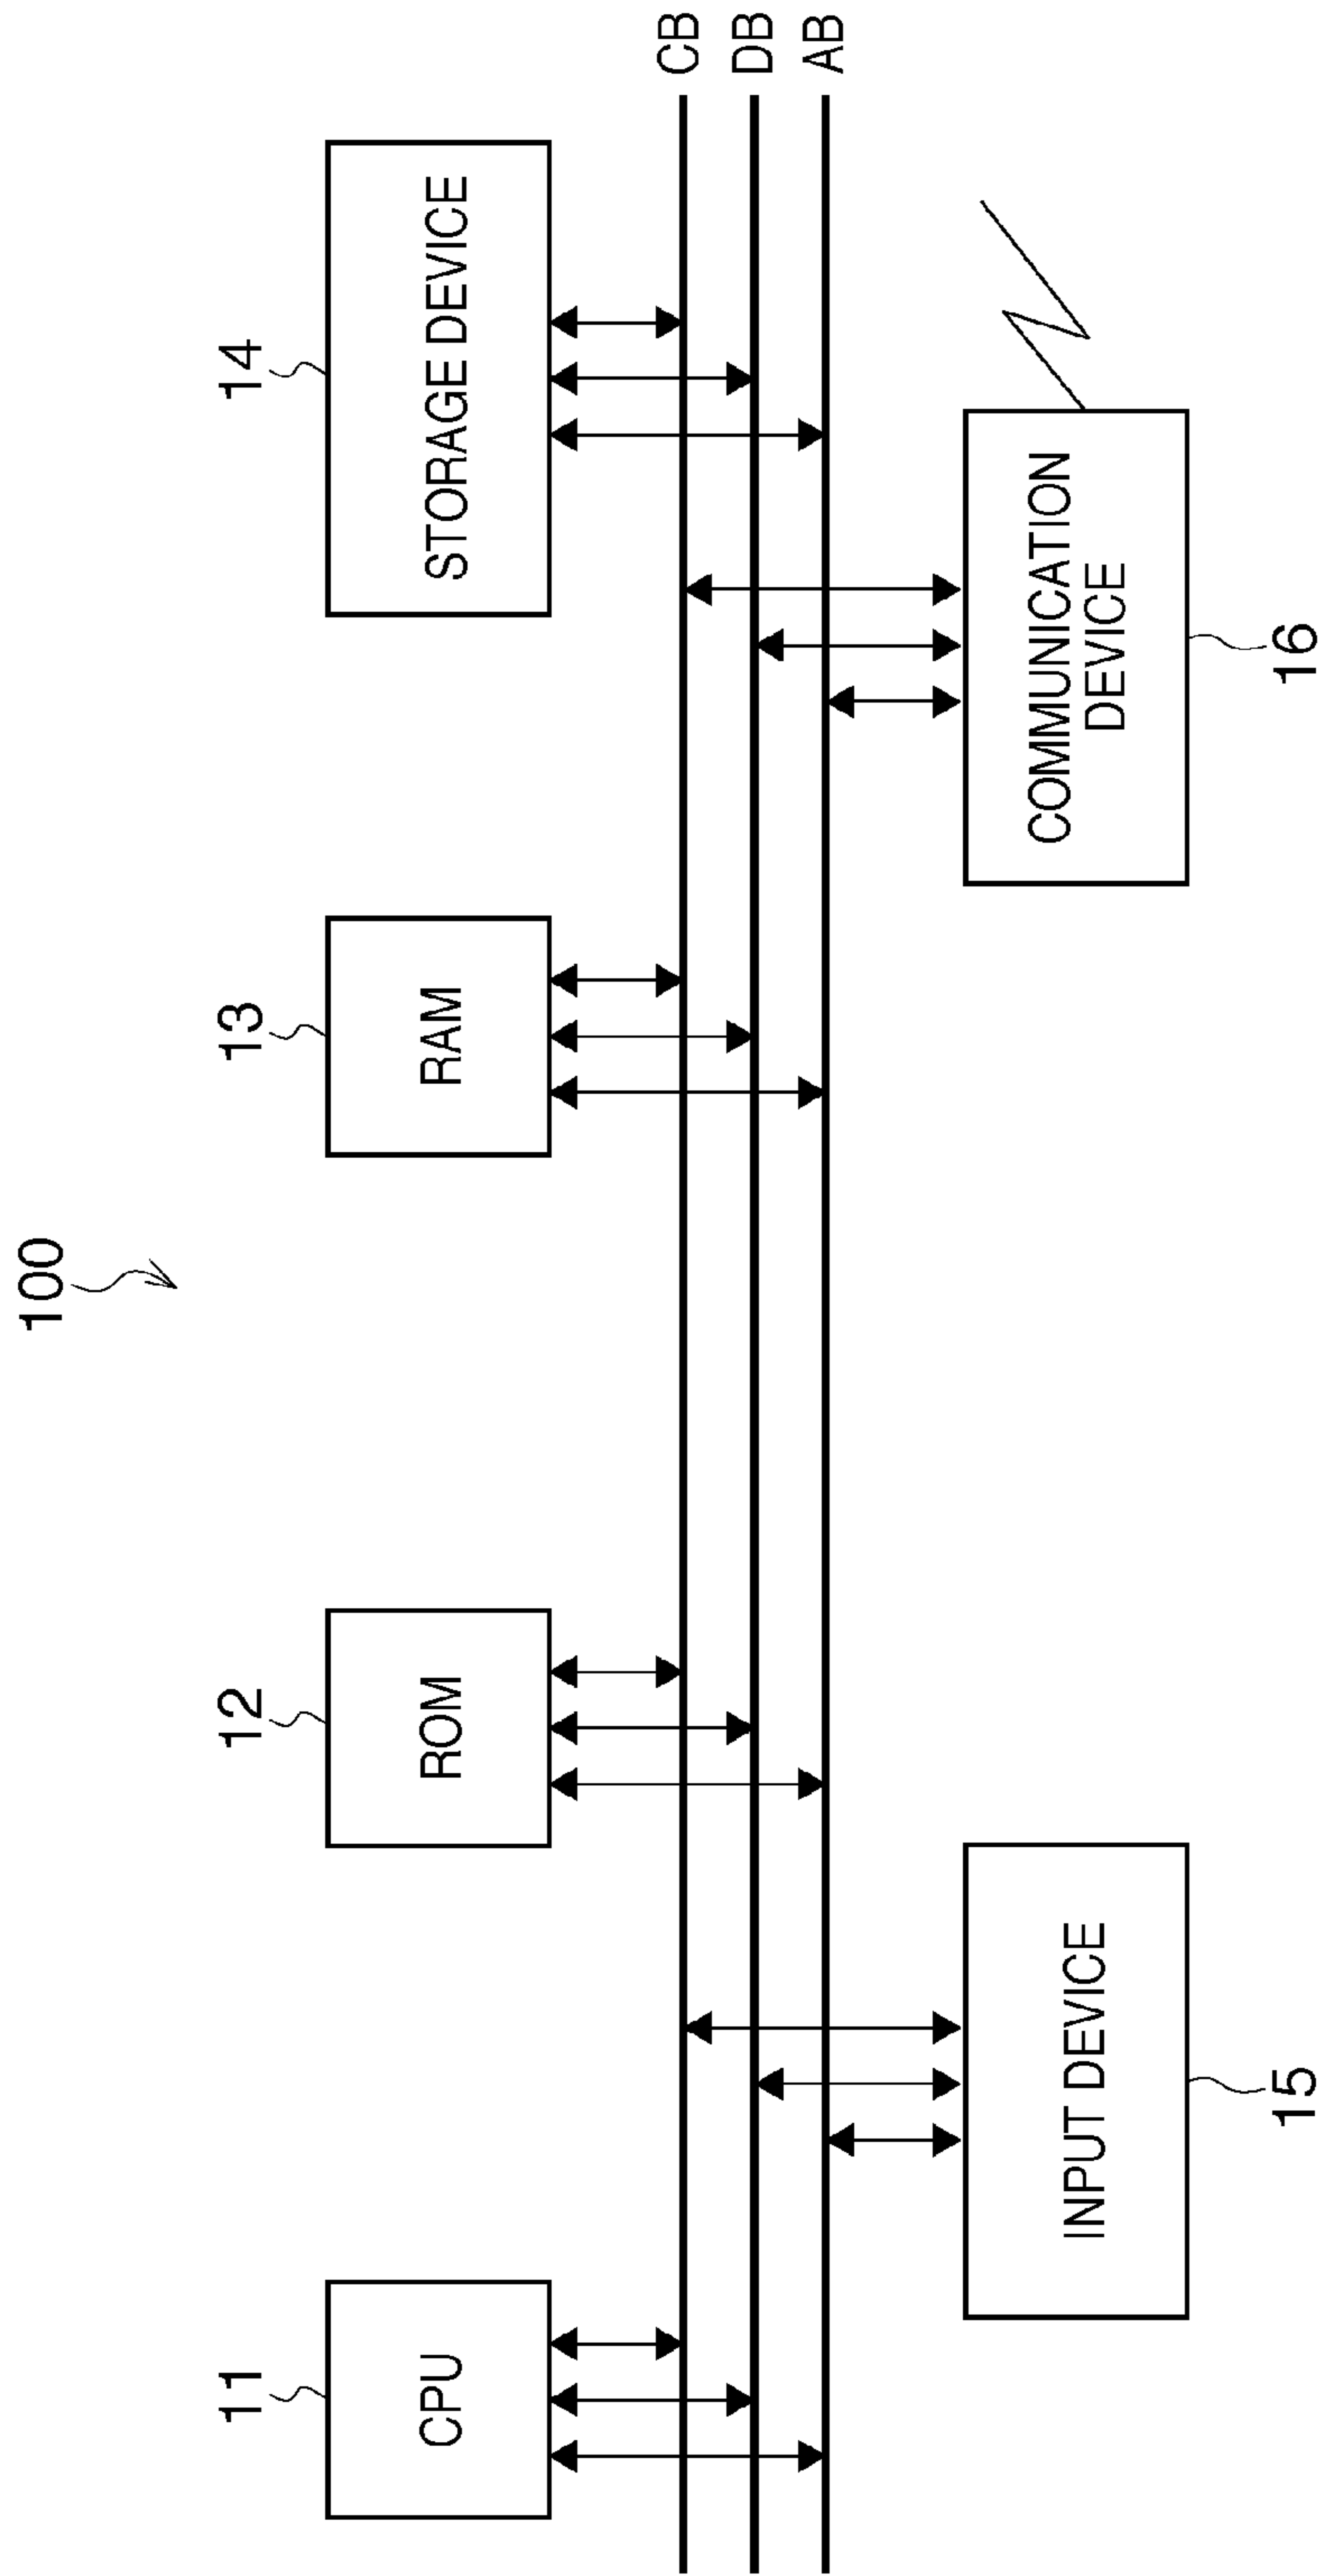 100
11
12
13
14
CPU
ROM
RAM
STORAGE DEVICE
CB
DB
AB
INPUT DEVICE
COMMUNICATION
DEVICE
15
16